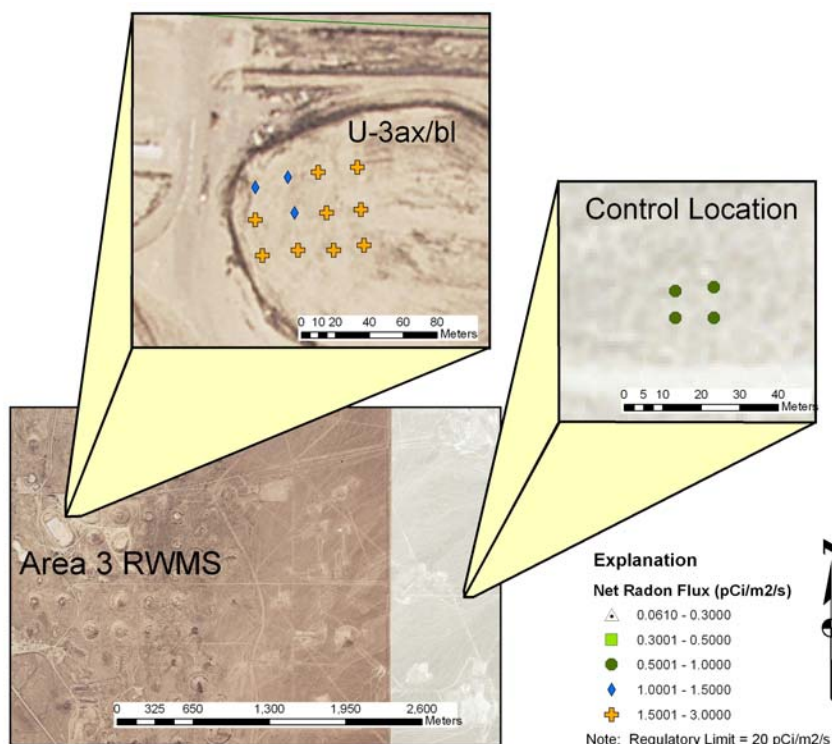 U-3ax/bl
0 10 20 40 60 80
Meters
Control Location
0 5 10 20 30 40
Meters
Area 3 RWMS
0 325 650 1,300 1,950 2,600
Meters
Explanation
Net Radon Flux (pCi/m2/s)
0.0610 - 0.3000
0.3001 - 0.5000
0.5001 - 1.0000
1.0001 - 1.5000
1.5001 - 3.0000
Note: Regulatory Limit = 20 pCi/m2/s